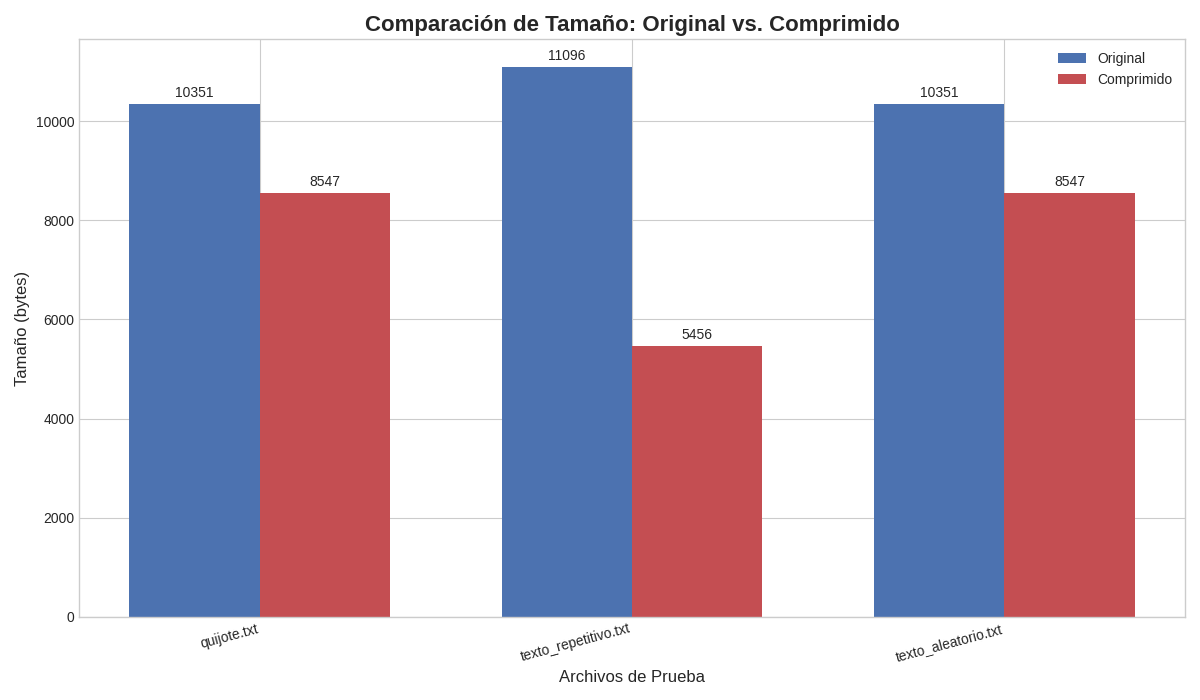 Comparación de Tamaño: Original vs. Comprimido
Original
Comprimido
11096
10351
10351
8547
8547
5456
10000
8000
6000
4000
2000
0
Tamaño (bytes)
quijote.txt
texto_repetitivo.txt
texto_aleatorio.txt
Archivos de Prueba